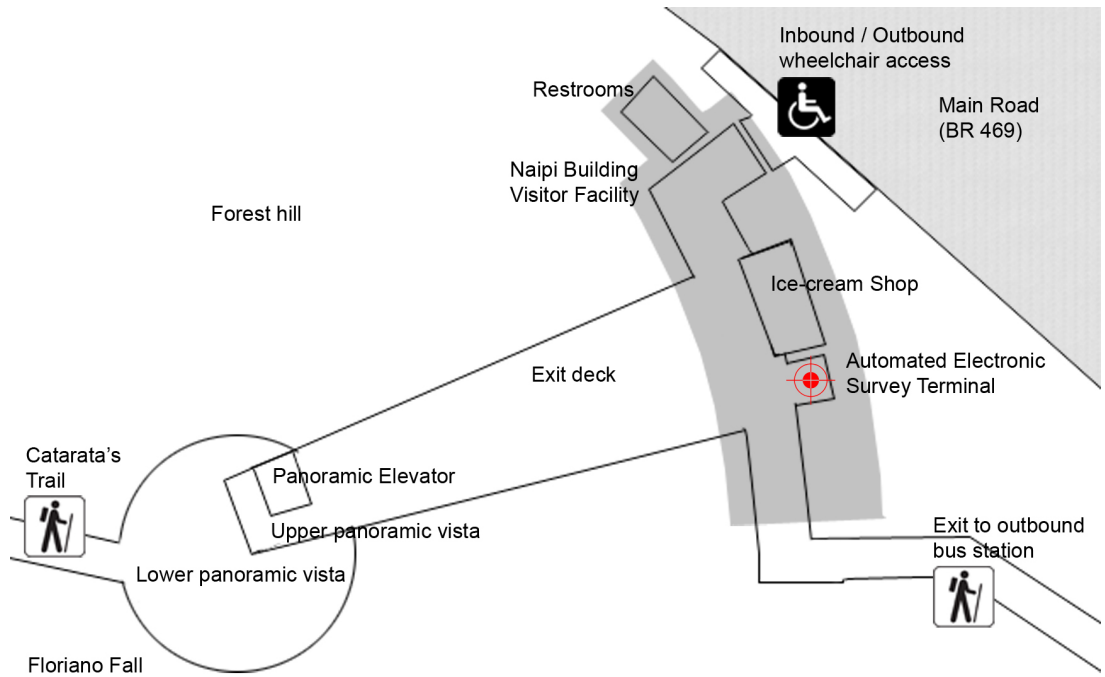 Inbound / Outbound
wheelchair access
Main Road
(BR 469)
Restrooms
Naipi Building
Visitor Facility
Forest hill
Ice-cream Shop
Automated Electronic
Survey Terminal
Exit deck
Catarata's
Trail
Panoramic Elevator
Upper panoramic vista
Lower panoramic vista
Exit to outbound
bus station
Floriano Fall